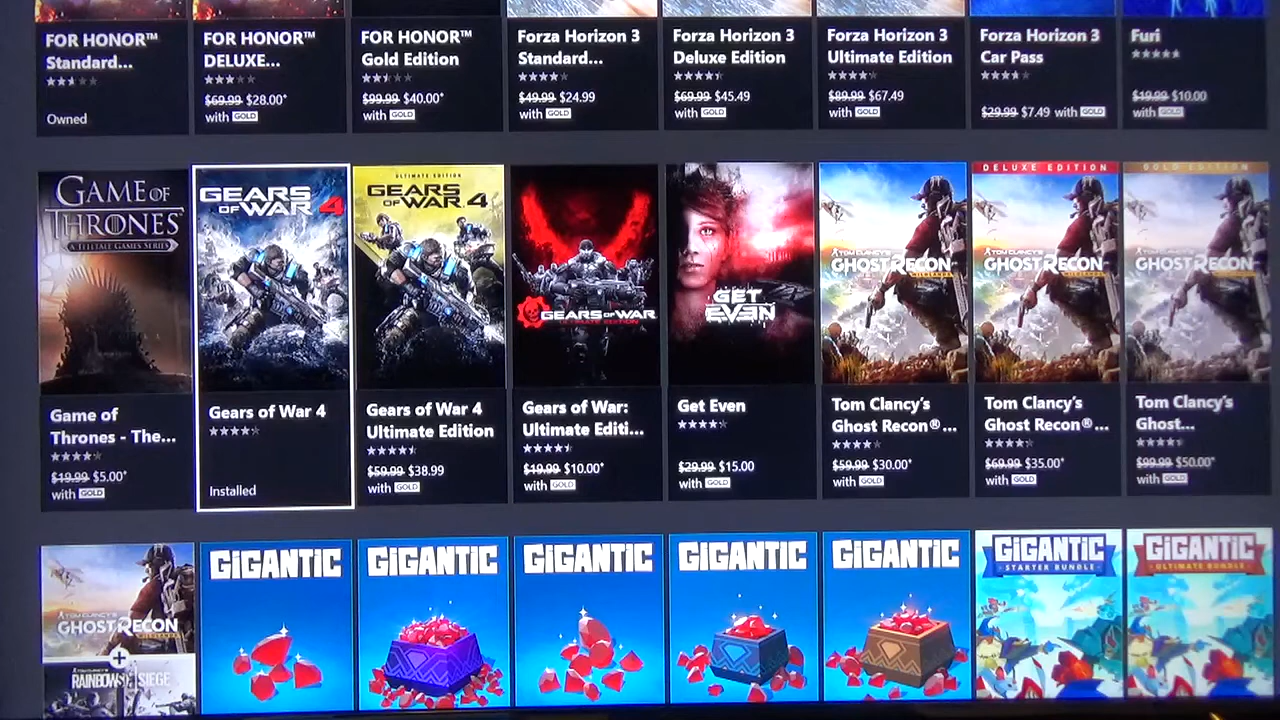 FOR HONOR™
Standard...
Owned
FOR HONOR™
DELUXE...
$69.99 $28.00*
with GOLD
FOR HONOR™
Gold Edition
$99.99 $40.00*
with GOLD
Forza Horizon 3
Standard...
$49.99 $24.99
with GOLD
Forza Horizon 3
Deluxe Edition
$69.99 $45.49
with GOLD
Forza Horizon 3
Ultimate Edition
$89.99 $67.49
with GOLD
Forza Horizon 3
Car Pass
$29.99 $7.49 with GOLD
Furi
$19.99 $10.00
with GOLD
GAME OF
THRONES
A TELLTALE GAMES SERIES
Game of
Thrones - The...
$19.99 $5.00*
with GOLD
GEARS
OF WAR 4
Gears of War 4
Installed
ULTIMATE EDITION
GEARS
OF WAR 4
Gears of War 4
Ultimate Edition
$59.99 $38.99
with GOLD
GEARS OF WAR
ULTIMATE EDITION
Gears of War:
Ultimate Editi...
$19.99 $10.00*
with GOLD
GET
EVEN
Get Even
$29.99 $15.00
with GOLD
TOM CLANCY'S
GHOST RECON
WILDLANDS
Tom Clancy's
Ghost Recon® ...
$59.99 $30.00*
with GOLD
DELUXE EDITION
TOM CLANCY'S
GHOST RECON
WILDLANDS
Tom Clancy's
Ghost Recon® ...
$69.99 $35.00*
with GOLD
GOLD EDITION
TOM CLANCY'S
GHOST RECON
WILDLANDS
Tom Clancy's
Ghost...
$99.99 $50.00*
with GOLD
TOM CLANCY'S
GHOST RECON
WILDLANDS
+
TOM CLANCY'S
RAINBOW SIX SIEGE
GIGANTIC
GIGANTIC
GIGANTIC
GIGANTIC
GIGANTIC
GIGANTIC
STARTER BUNDLE
GIGANTIC
ULTIMATE BUNDLE